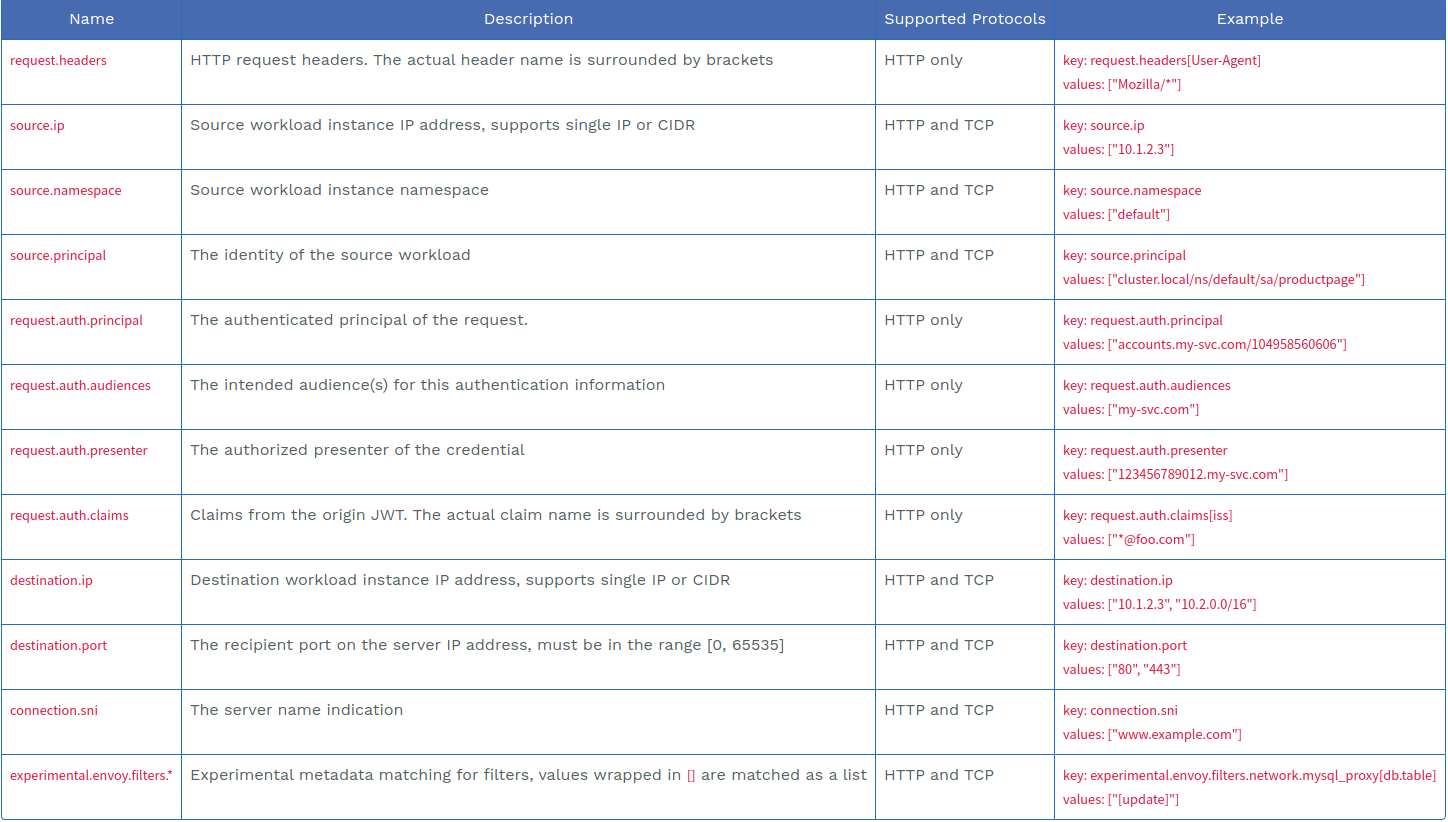 Name Description Supported Protocols Example
request.headers HTTP request headers. The actual header name is surrounded by brackets HTTP only key: request.headers[User-Agent]
values: ["Mozilla/*"]
source.ip Source workload instance IP address, supports single IP or CIDR HTTP and TCP key: source.ip
values: ["10.1.2.3"]
source.namespace Source workload instance namespace HTTP and TCP key: source.namespace
values: ["default"]
source.principal The identity of the source workload HTTP and TCP key: source.principal
values: ["cluster.local/ns/default/sa/productpage"]
request.auth.principal The authenticated principal of the request. HTTP only key: request.auth.principal
values: ["accounts.my-svc.com/104958560606"]
request.auth.audiences The intended audience(s) for this authentication information HTTP only key: request.auth.audiences
values: ["my-svc.com"]
request.auth.presenter The authorized presenter of the credential HTTP only key: request.auth.presenter
values: ["123456789012.my-svc.com"]
request.auth.claims Claims from the origin JWT. The actual claim name is surrounded by brackets HTTP only key: request.auth.claims[iss]
values: ["*@foo.com"]
destination.ip Destination workload instance IP address, supports single IP or CIDR HTTP and TCP key: destination.ip
values: ["10.1.2.3", "10.2.0.0/16"]
destination.port The recipient port on the server IP address, must be in the range [0, 65535] HTTP and TCP key: destination.port
values: ["80", "443"]
connection.sni The server name indication HTTP and TCP key: connection.sni
values: ["www.example.com"]
experimental.envoy.filters.* Experimental metadata matching for filters, values wrapped in [] are matched as a list HTTP and TCP key: experimental.envoy.filters.network.mysql_proxy[db.table]
values: ["[update]"]